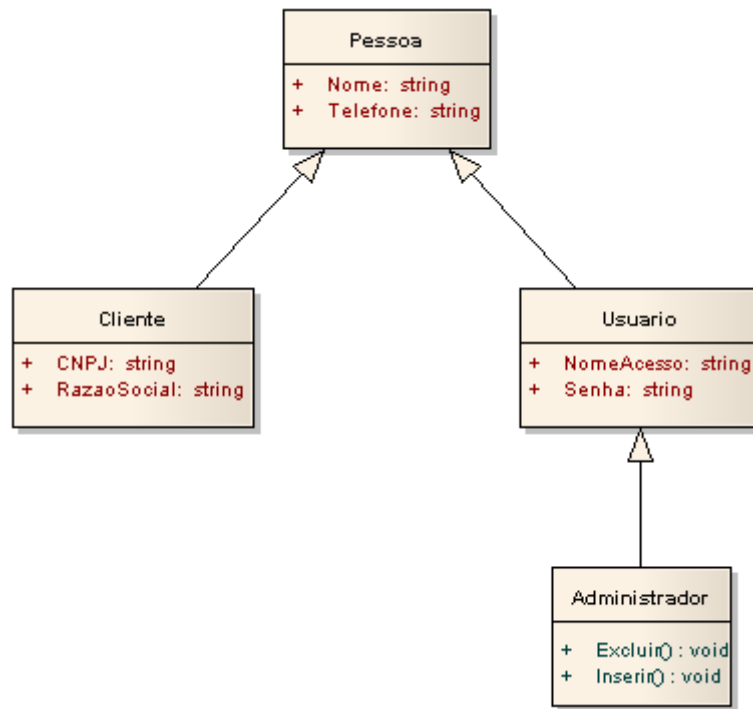 Pessoa
+ Nome: string
+ Telefone: string
Cliente
+ CNPJ: string
+ RazaoSocial: string
Usuario
+ NomeAcesso: string
+ Senha: string
Administrador
+ Excluir() : void
+ Inserir() : void